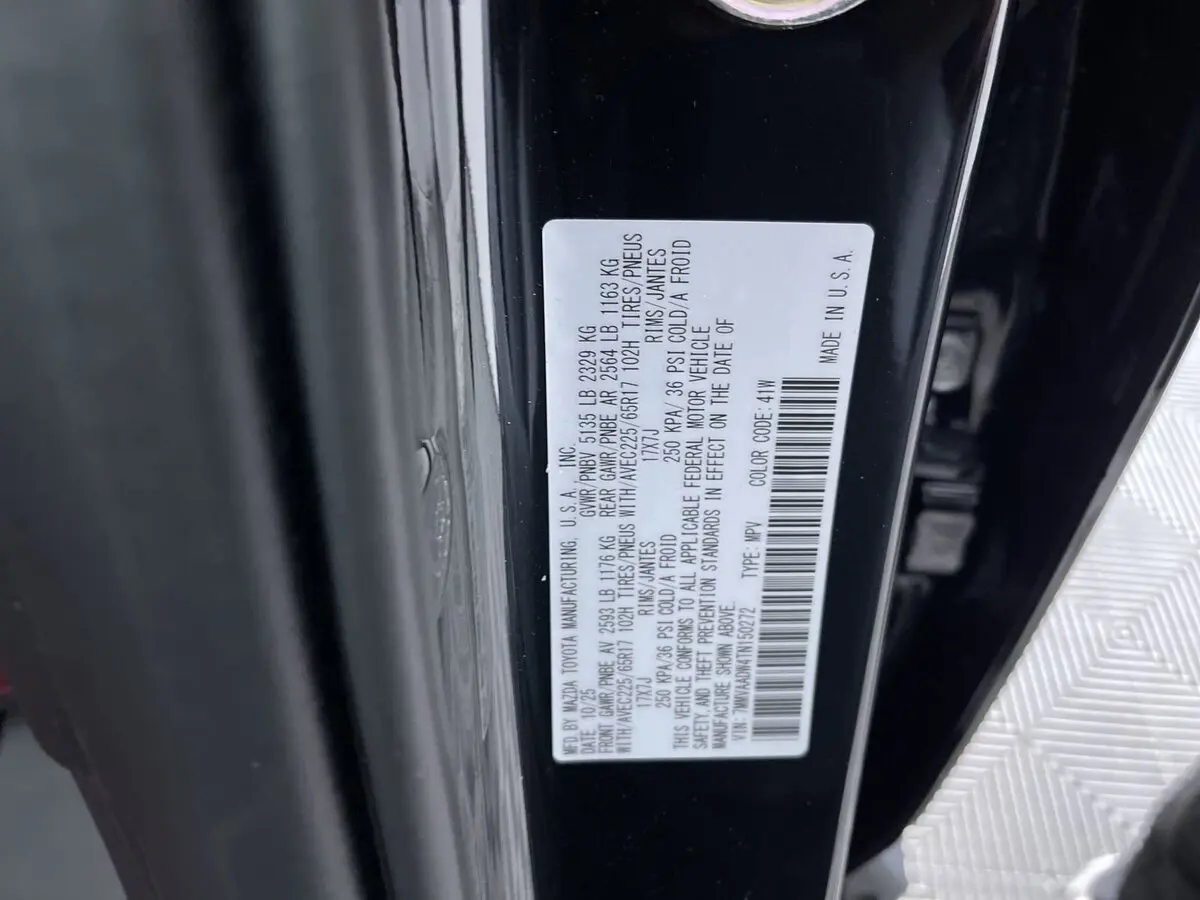 MFD BY MAZDA TOYOTA MANUFACTURING, U.S.A., INC.
DATE 10/25 GVWR/PNBV 5135 LB 2329 KG
FRONT GAWR/PNBE AV 2593 LB 1176 KG REAR GAWR/PNBE AR 2564 LB 1163 KG
WITH/AVEC225/65R17 102H TIRES/PNEUS WITH/AVEC225/65R17 102H TIRES/PNEUS
17X7J RIMS/JANTES 17X7J RIMS/JANTES
250 KPA/36 PSI COLD/A FROID 250 KPA/ 36 PSI COLD/A FROID
THIS VEHICLE CONFORMS TO ALL APPLICABLE FEDERAL MOTOR VEHICLE
SAFETY AND THEFT PREVENTION STANDARDS IN EFFECT ON THE DATE OF
MANUFACTURE SHOWN ABOVE.
VIN: 7MMVAADW4TN150272 TYPE: MPV COLOR CODE: 41W
MADE IN U.S.A.